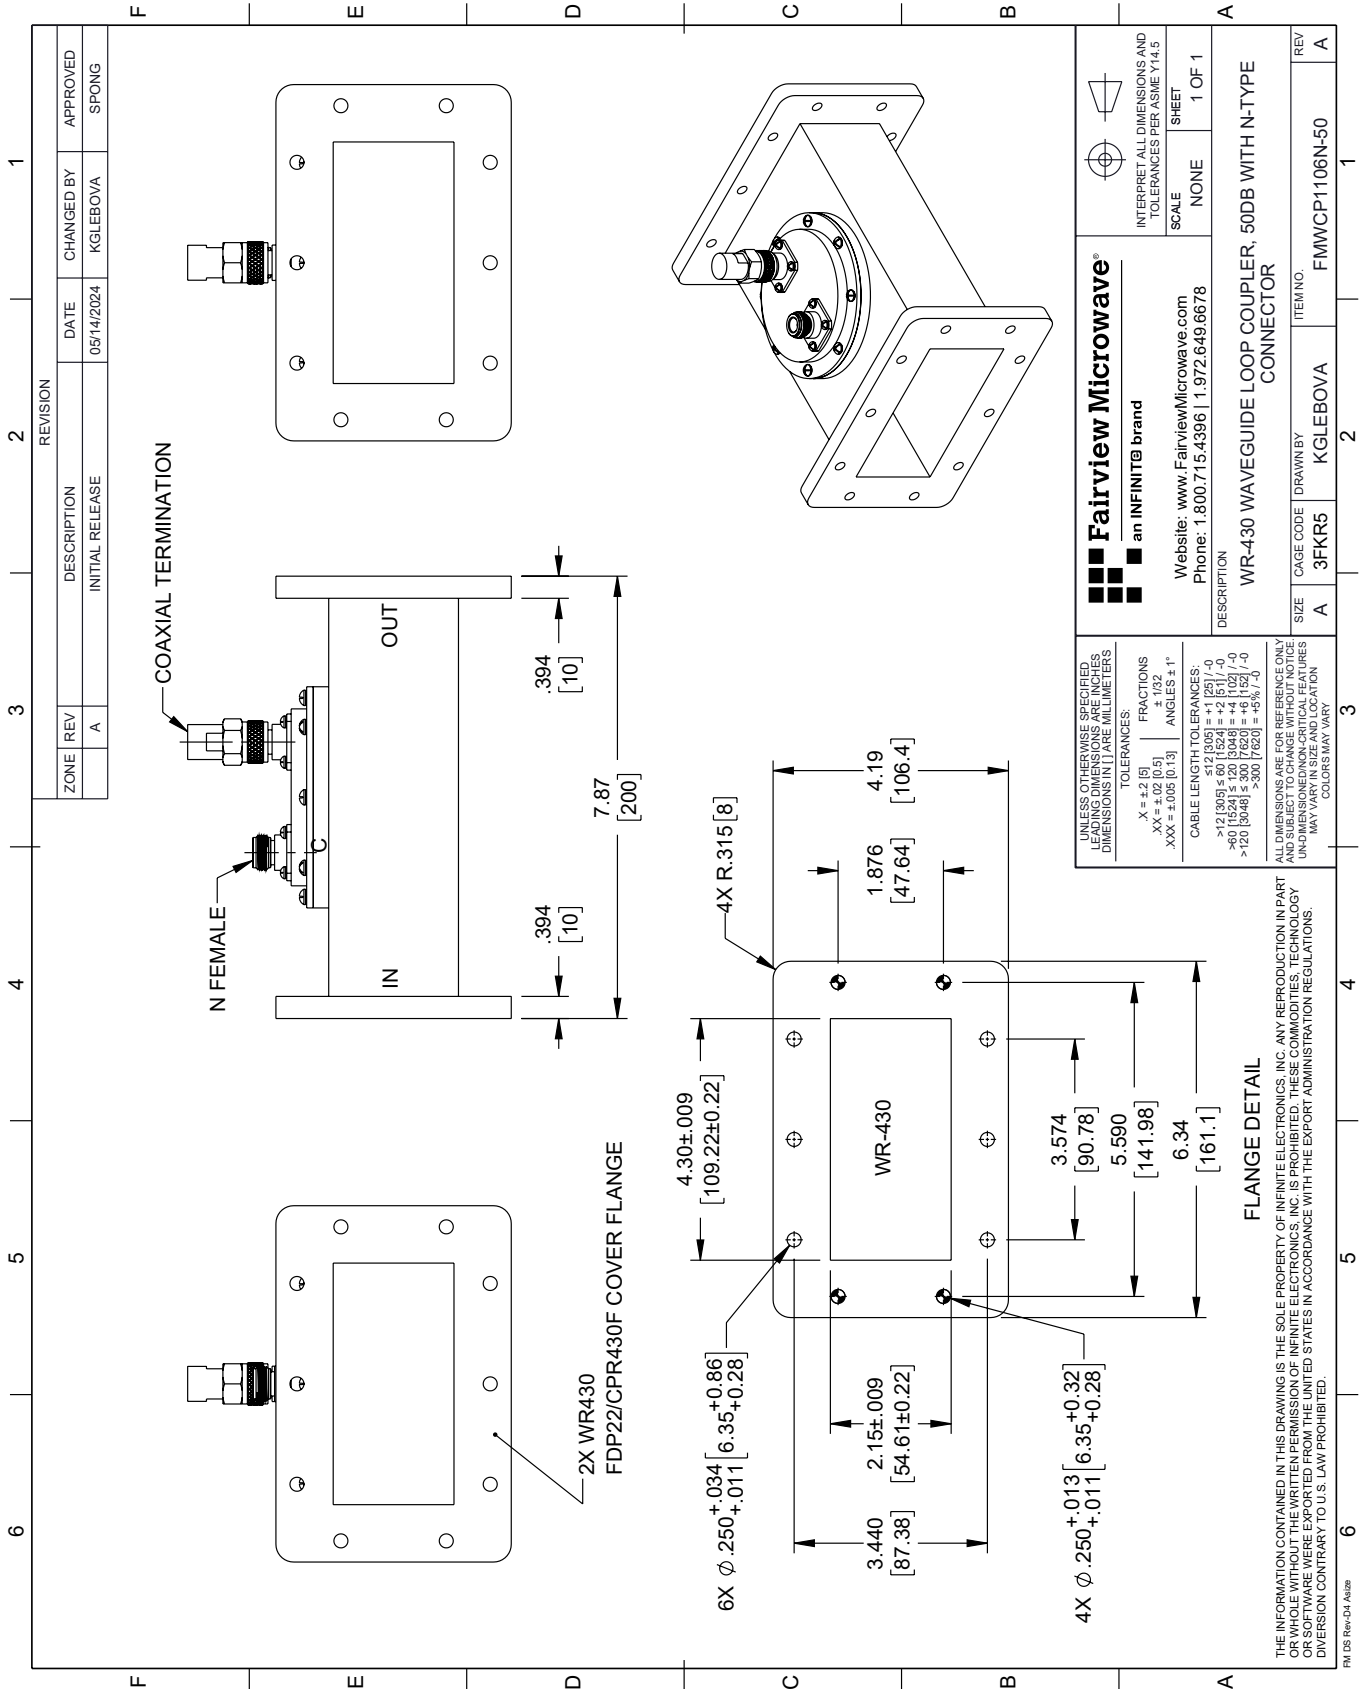 6
5
4
3
2
1
F
E
D
C
B
A
REVISION
ZONE REV DESCRIPTION DATE CHANGED BY APPROVED
A INITIAL RELEASE 05/14/2024 KGLEBOVA SPONG
N FEMALE
COAXIAL TERMINATION
IN
C
OUT
2X WR430
FDP22/CPR430F COVER FLANGE
.394
[10]
.394
[10]
7.87
[200]
6X Ø.250 +.034 +.011 [6.35 +0.86 +0.28]
4.30±.009
[109.22±0.22]
4X R.315 [8]
3.440
[87.38]
2.15±.009
[54.61±0.22]
WR-430
1.876
[47.64]
4.19
[106.4]
4X Ø.250 +.013 +.011 [6.35 +0.32 +0.28]
3.574
[90.78]
5.590
[141.98]
6.34
[161.1]
FLANGE DETAIL
UNLESS OTHERWISE SPECIFIED
LEADING DIMENSIONS ARE INCHES
DIMENSIONS IN [ ] ARE MILLIMETERS
TOLERANCES:
.X = ±.2 [5] FRACTIONS
.XX = ±.02 [0.5] ± 1/32
.XXX = ±.005 [0.13] ANGLES ± 1°
CABLE LENGTH TOLERANCES:
≤12 [305] = +1 [25] / -0
>12 [305] ≤ 60 [1524] = +2 [51] / -0
>60 [1524] ≤ 120 [3048] = +4 [102] / -0
>120 [3048] ≤ 300 [7620] = +6 [152] / -0
>300 [7620] = +5% / -0
ALL DIMENSIONS ARE FOR REFERENCE ONLY
AND SUBJECT TO CHANGE WITHOUT NOTICE.
UN-DIMENSIONED/NON-CRITICAL FEATURES
MAY VARY IN SIZE AND LOCATION
COLORS MAY VARY
Fairview Microwave®
an INFINIT@ brand
Website: www.FairviewMicrowave.com
Phone: 1.800.715.4396 | 1.972.649.6678
INTERPRET ALL DIMENSIONS AND
TOLERANCES PER ASME Y14.5
SCALE NONE
SHEET 1 OF 1
DESCRIPTION
WR-430 WAVEGUIDE LOOP COUPLER, 50DB WITH N-TYPE
CONNECTOR
SIZE A
CAGE CODE 3FKR5
DRAWN BY KGLEBOVA
ITEM NO. FMWCP1106N-50
REV A
THE INFORMATION CONTAINED IN THIS DRAWING IS THE SOLE PROPERTY OF INFINITE ELECTRONICS, INC. ANY REPRODUCTION IN PART
OR WHOLE WITHOUT THE WRITTEN PERMISSION OF INFINITE ELECTRONICS, INC. IS PROHIBITED. THESE COMMODITIES, TECHNOLOGY
OR SOFTWARE WERE EXPORTED FROM THE UNITED STATES IN ACCORDANCE WITH THE EXPORT ADMINISTRATION REGULATIONS.
DIVERSION CONTRARY TO U.S. LAW PROHIBITED.
6
5
4
3
2
1
F
E
D
C
B
A
FM DS Rev-D4 Asize